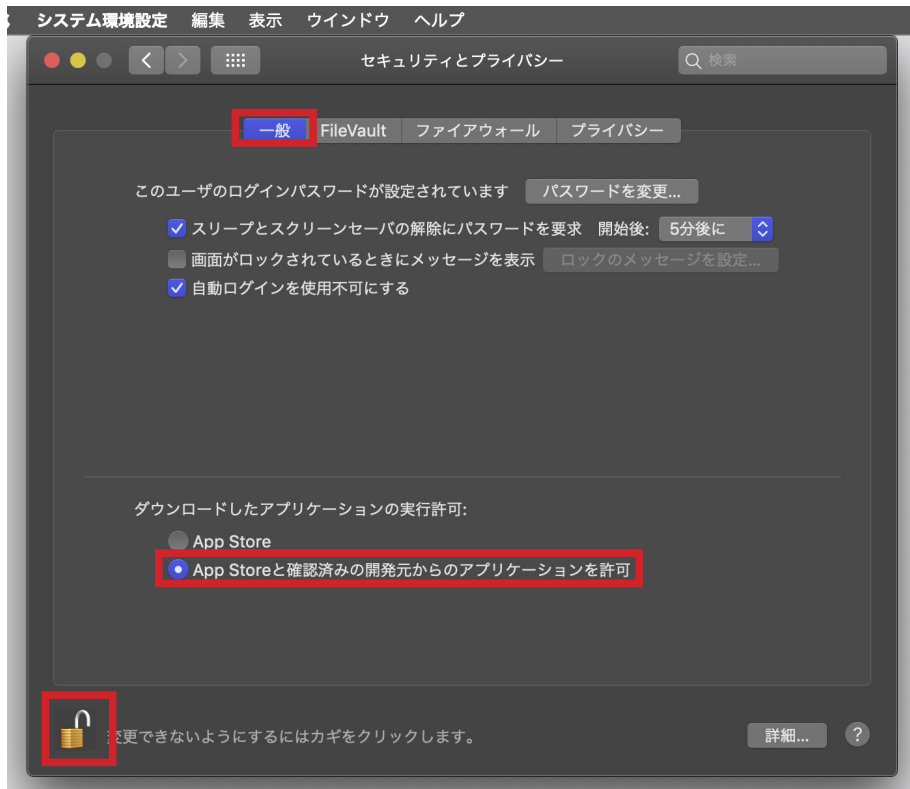 システム環境設定 編集 表示 ウインドウ ヘルプ
セキュリティとプライバシー
検索
一般 FileVault ファイアウォール プライバシー
このユーザのログインパスワードが設定されています パスワードを変更...
スリープとスクリーンセーバの解除にパスワードを要求 開始後: 5分後に
画面がロックされているときにメッセージを表示 ロックのメッセージを設定...
自動ログインを使用不可にする
ダウンロードしたアプリケーションの実行許可:
App Store
App Storeと確認済みの開発元からのアプリケーションを許可
変更できないようにするにはカギをクリックします。
詳細... ?